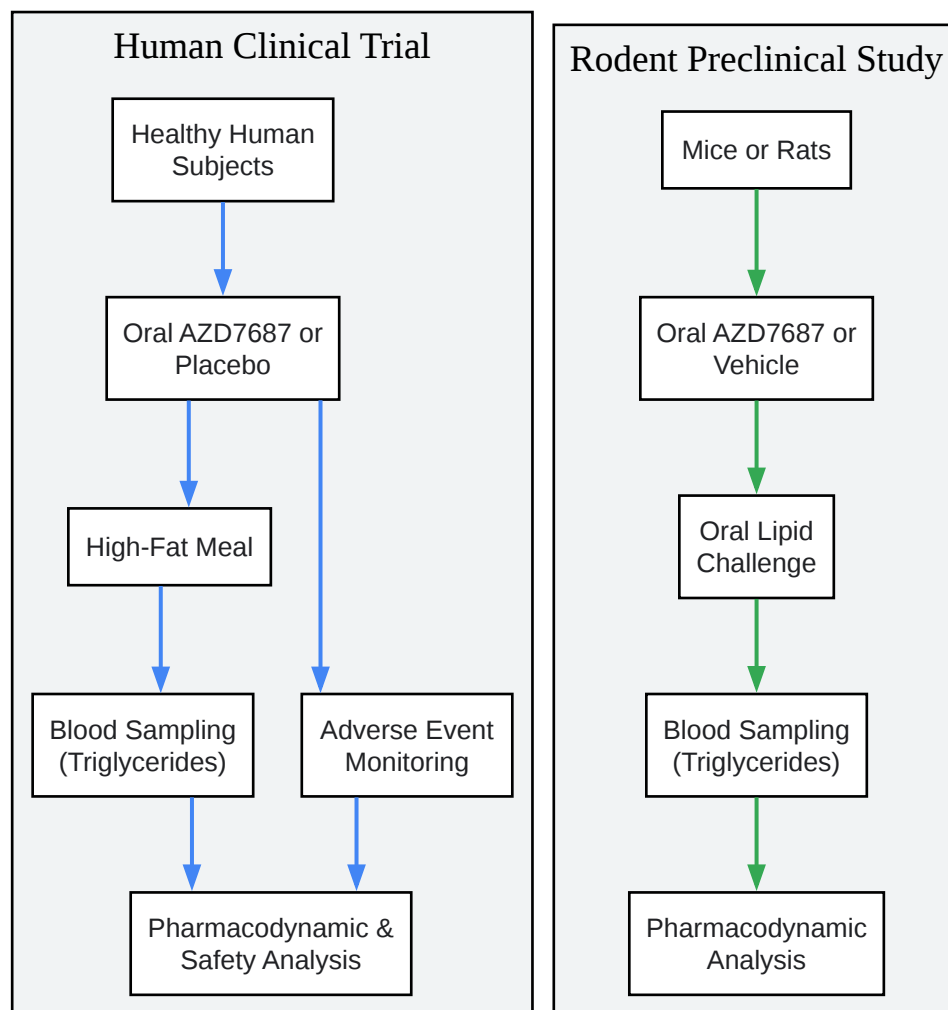 Human Clinical Trial
Healthy Human
Subjects
Oral AZD7687 or
Placebo
High-Fat Meal
Blood Sampling
(Triglycerides)
Adverse Event
Monitoring
Pharmacodynamic &
Safety Analysis
Rodent Preclinical Study
Mice or Rats
Oral AZD7687 or
Vehicle
Oral Lipid
Challenge
Blood Sampling
(Triglycerides)
Pharmacodynamic
Analysis